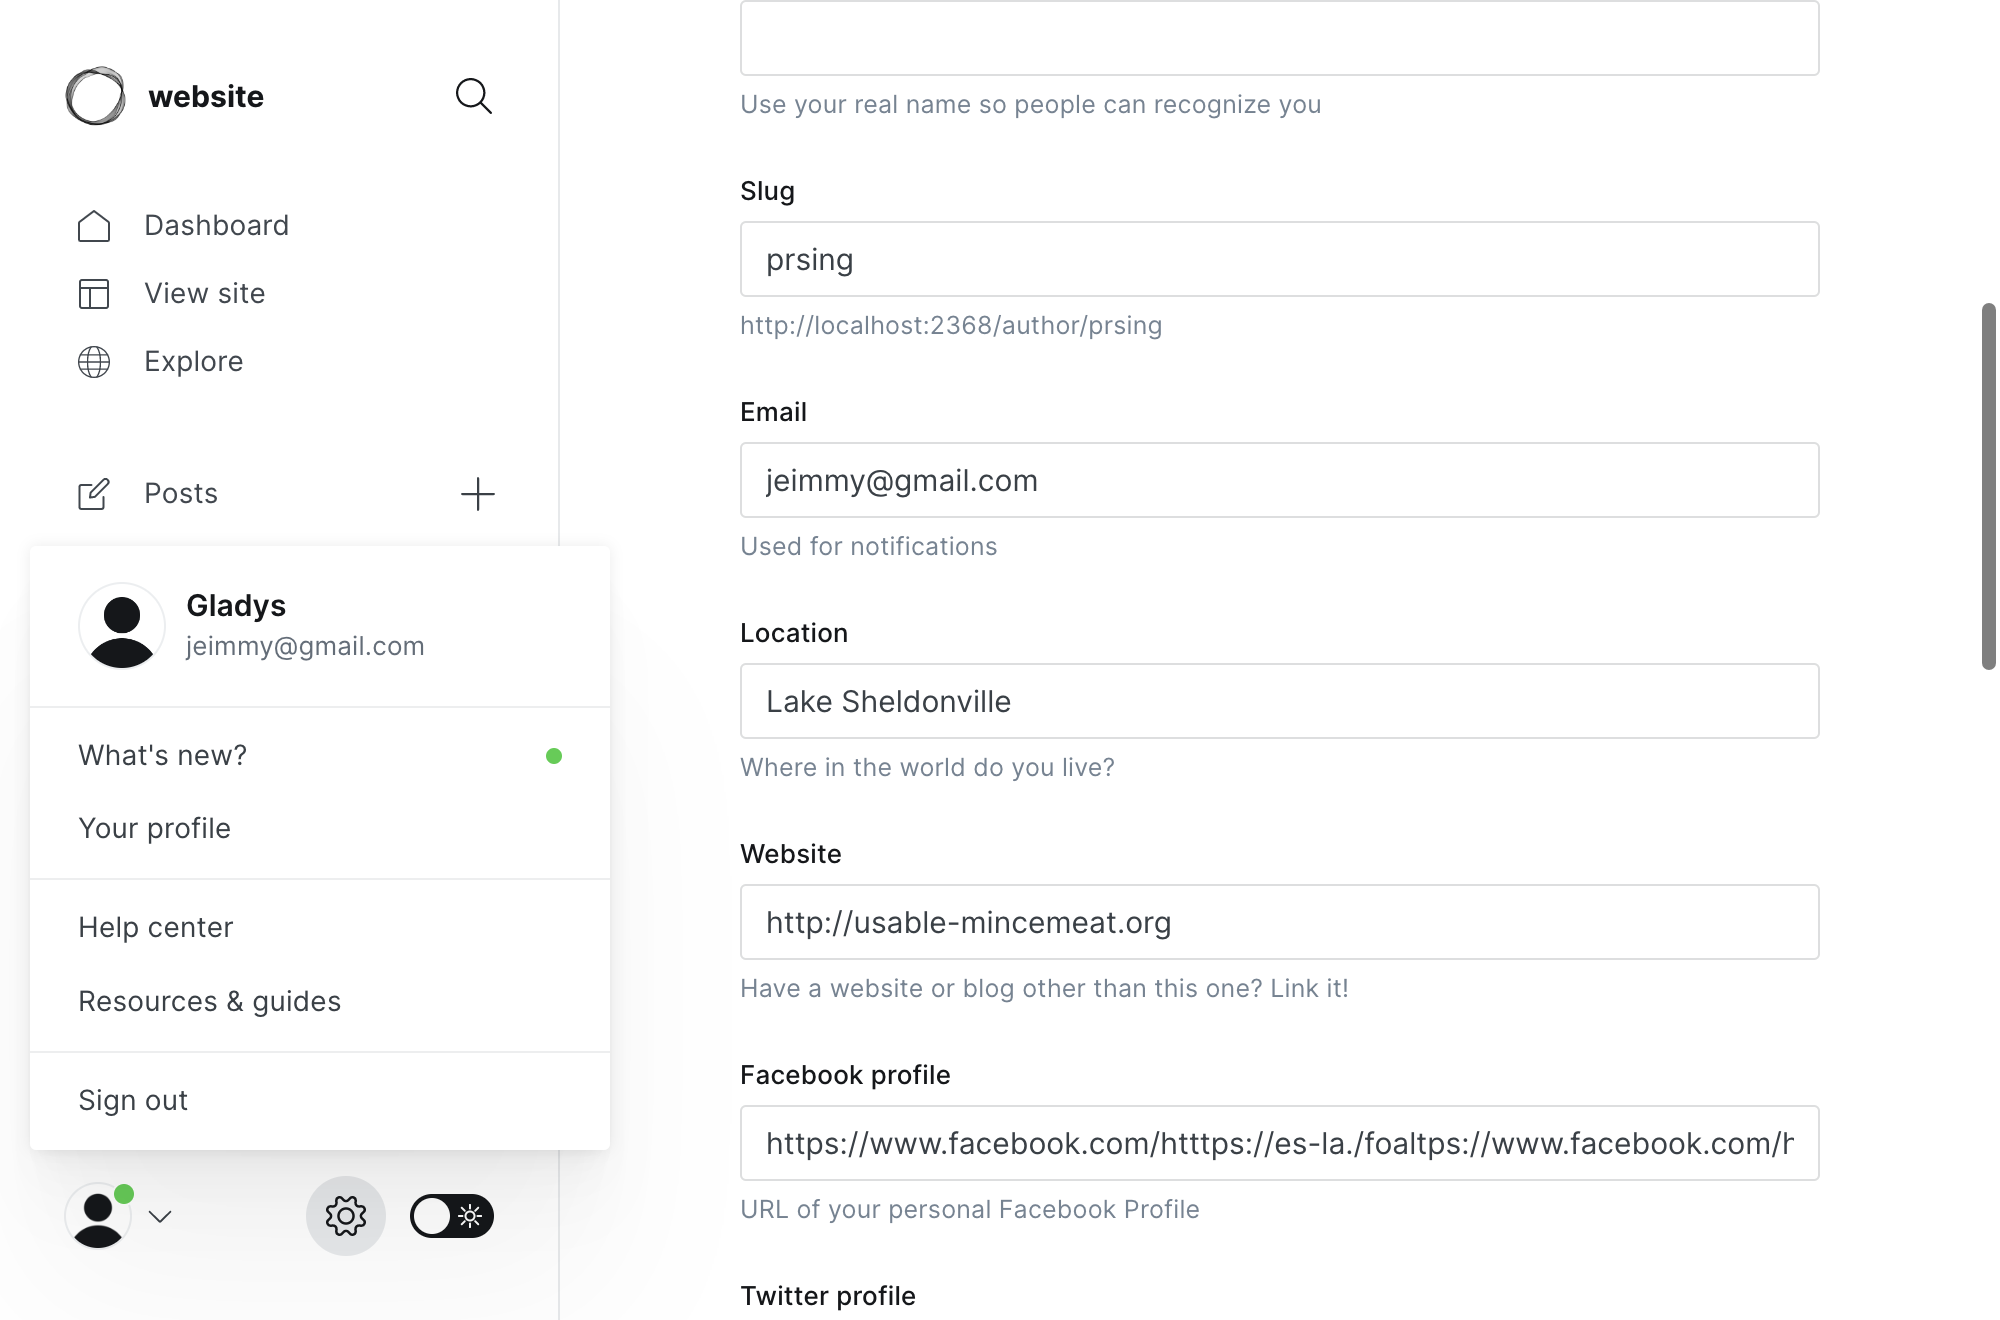 website
Dashboard
View site
Explore
Posts
Gladys
jeimmy@gmail.com
What's new?
Your profile
Help center
Resources & guides
Sign out
Use your real name so people can recognize you
Slug
prsing
http://localhost:2368/author/prsing
Email
jeimmy@gmail.com
Used for notifications
Location
Lake Sheldonville
Where in the world do you live?
Website
http://usable-mincemeat.org
Have a website or blog other than this one? Link it!
Facebook profile
https://www.facebook.com/htttps://es-la./foaltps://www.facebook.com/h
URL of your personal Facebook Profile
Twitter profile